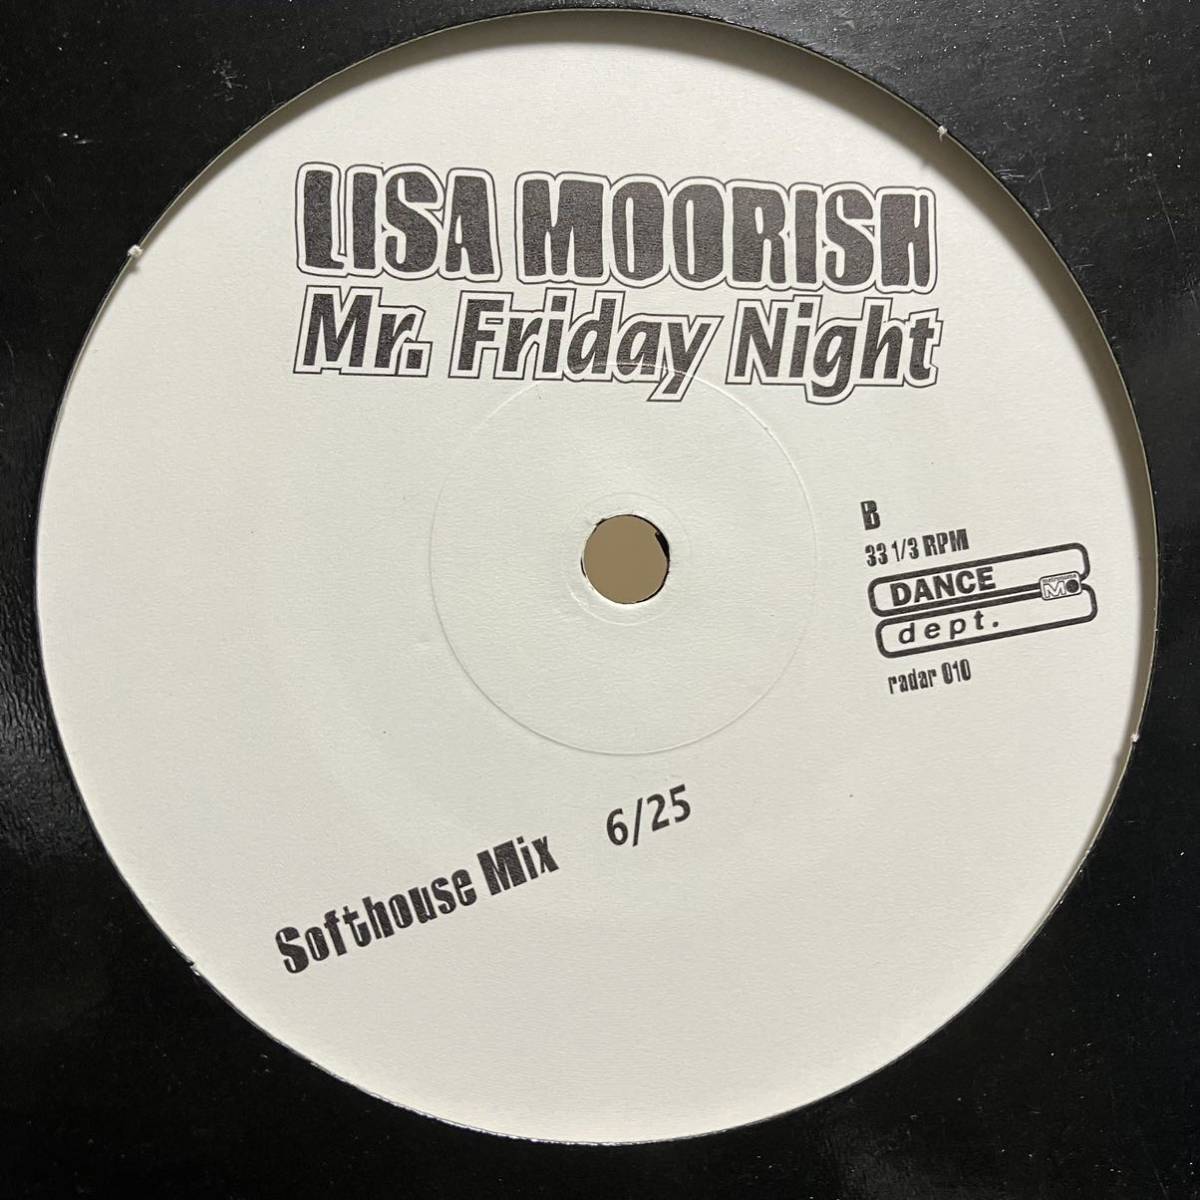 LISA MOORISH
Mr. Friday Night
B
33 1/3 RPM
DANCE
dept.
radar 010
Softhouse Mix 6/25